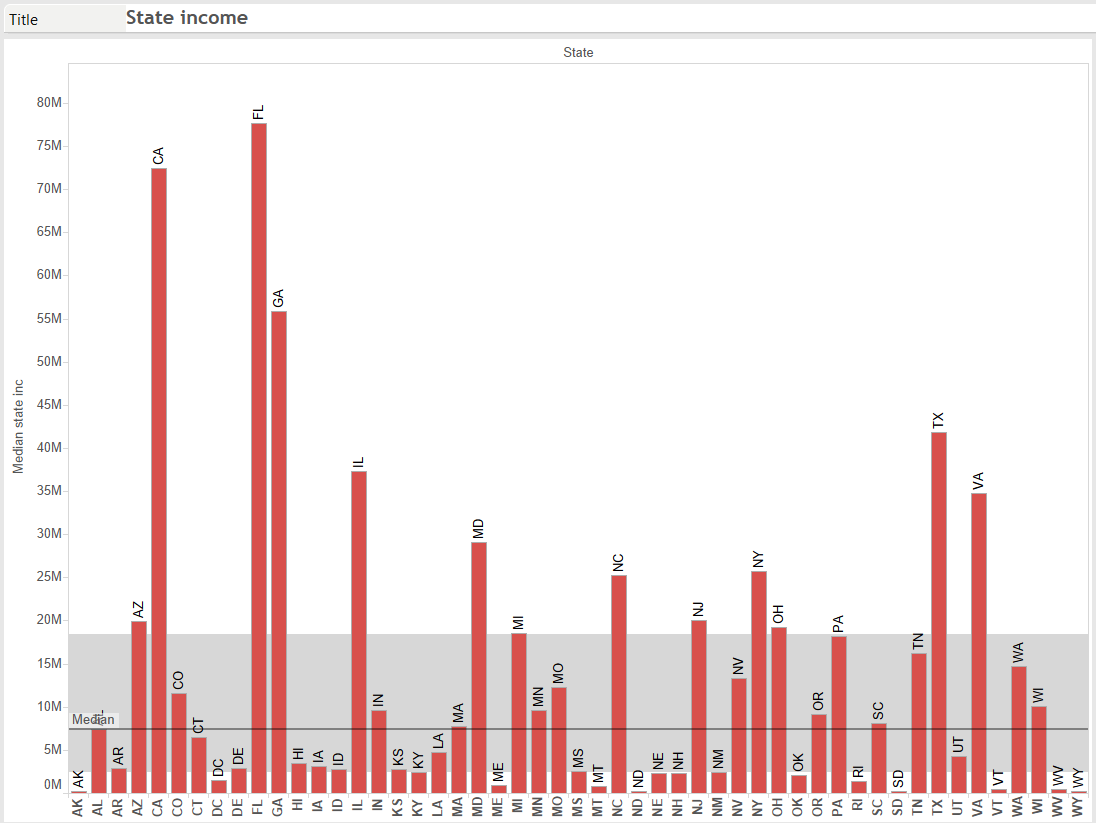 Title State income
State
80M
75M
70M
65M
60M
55M
50M
45M
40M
35M
30M
25M
20M
15M
10M
5M
0M
Median state inc
Median
AK AL AR AZ CA CO CT DC DE FL GA HI IA ID IL IN KS KY LA MA MD ME MI MN MO MS MT NC ND NE NH NJ NM NV NY OH OK OR PA RI SC SD TN TX UT VA VT WA WI WV WY
AK AR AZ CA CO CT DC DE FL GA HI IA ID IL IN KS KY LA MA MD ME MI MN MO MS MT NC ND NE NH NJ NM NV NY OH OK OR PA RI SC SD TN TX UT VA VT WA WI WV WY